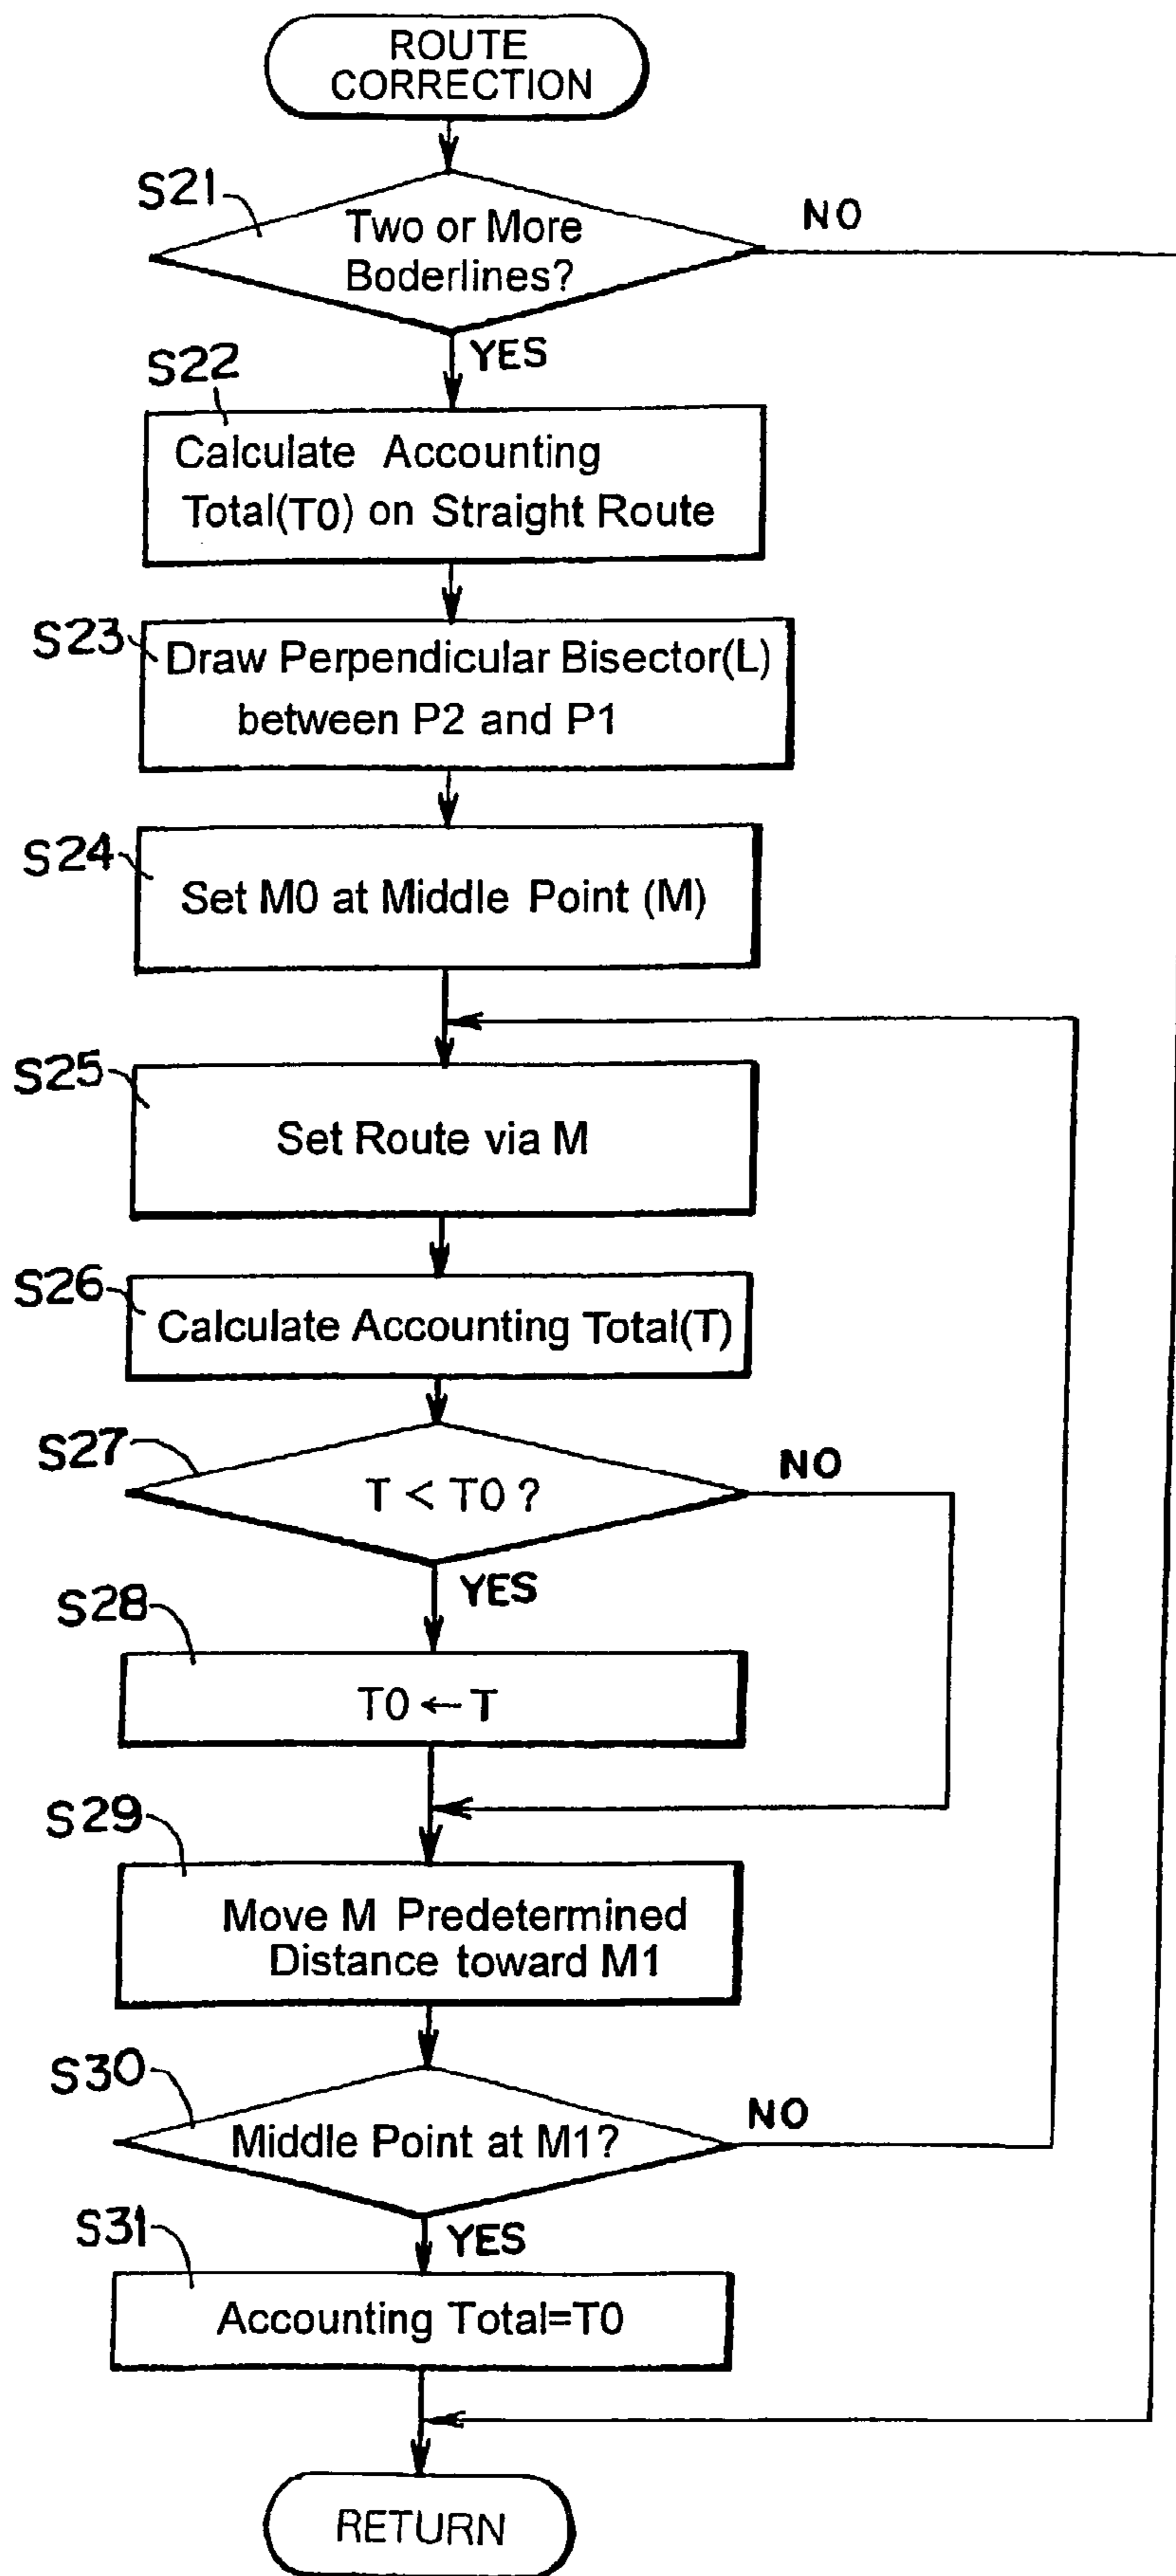 ROUTE
CORRECTION
S21
Two or More
Boderlines?
NO
YES
S22
Calculate Accounting
Total(T0) on Straight Route
S23
Draw Perpendicular Bisector(L)
between P2 and P1
S24
Set M0 at Middle Point (M)
S25
Set Route via M
S26
Calculate Accounting Total(T)
S27
T < T0 ?
NO
YES
S28
T0 ← T
S29
Move M Predetermined
Distance toward M1
S30
Middle Point at M1?
NO
YES
S31
Accounting Total=T0
RETURN